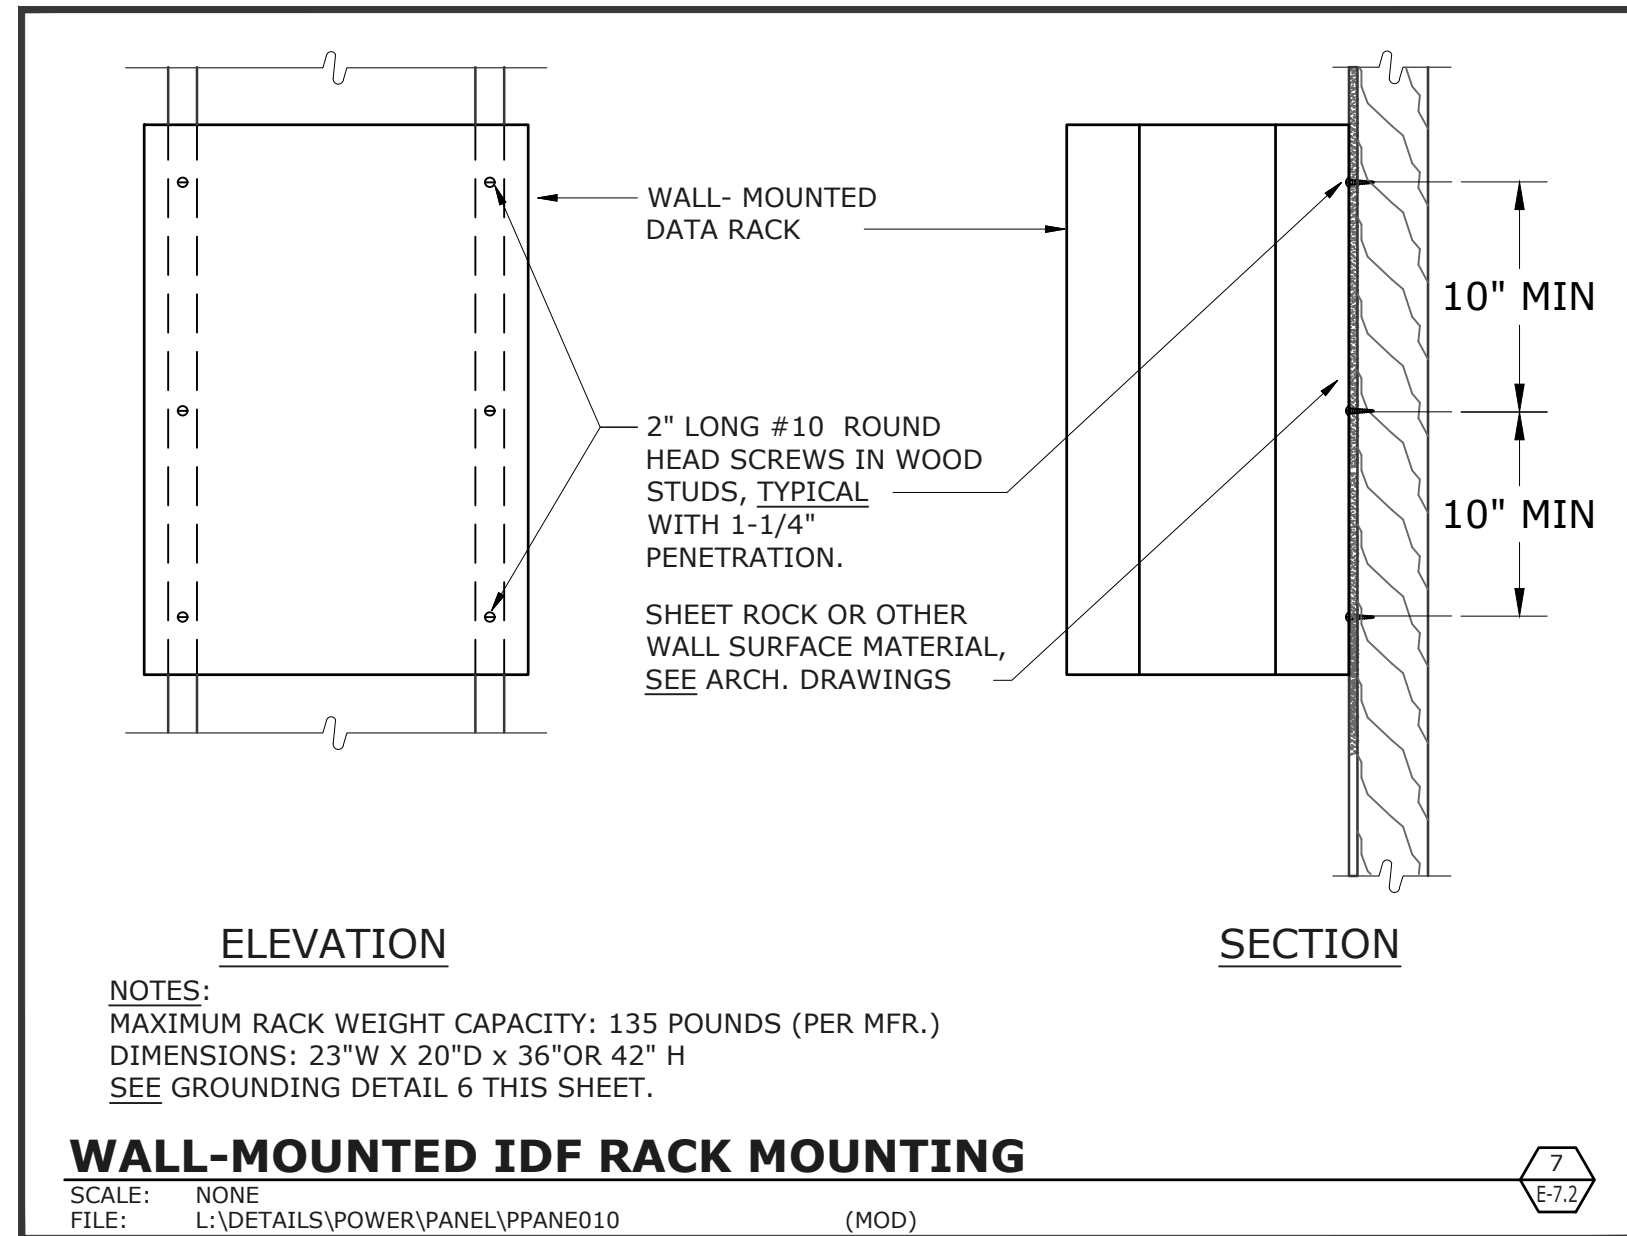 WALL- MOUNTED
DATA RACK
10" MIN
2" LONG #10 ROUND
HEAD SCREWS IN WOOD
STUDS, TYPICAL
WITH 1-1/4"
PENETRATION.
10" MIN
SHEET ROCK OR OTHER
WALL SURFACE MATERIAL,
SEE ARCH. DRAWINGS
ELEVATION
SECTION
NOTES:
MAXIMUM RACK WEIGHT CAPACITY: 135 POUNDS (PER MFR.)
DIMENSIONS: 23"W X 20"D x 36"OR 42" H
SEE GROUNDING DETAIL 6 THIS SHEET.
WALL-MOUNTED IDF RACK MOUNTING
7
E-7.2
SCALE: NONE
FILE: L:\DETAILS\POWER\PANEL\PPANE010 (MOD)